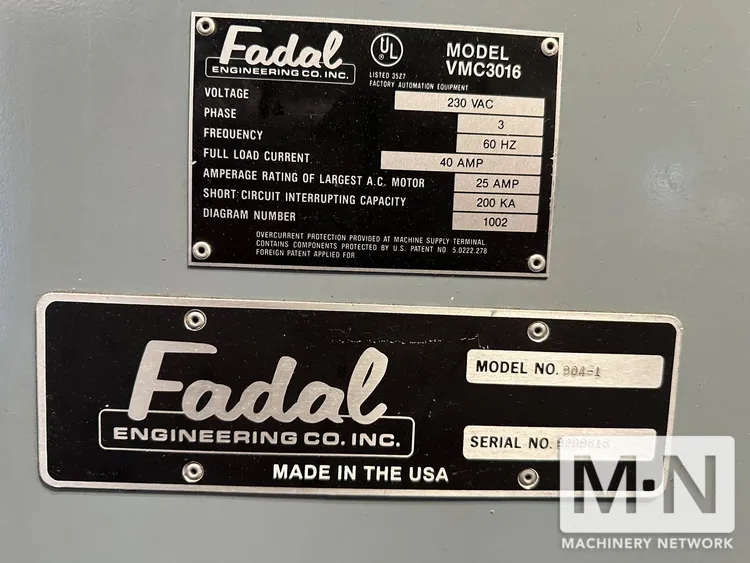 Fadal
ENGINEERING CO. INC.
UL
LISTED 35Z7
FACTORY AUTOMATION EQUIPMENT
MODEL
VMC3016
VOLTAGE 230 VAC
PHASE 3
FREQUENCY 60 HZ
FULL LOAD CURRENT 40 AMP
AMPERAGE RATING OF LARGEST A.C. MOTOR 25 AMP
SHORT CIRCUIT INTERRUPTING CAPACITY 200 KA
DIAGRAM NUMBER 1002
OVERCURRENT PROTECTION PROVIDED AT MACHINE SUPPLY TERMINAL
CONTAINS COMPONENTS PROTECTED BY U.S. PATENT NO. 5.0222.278
FOREIGN PATENT APPLIED FOR.
Fadal
ENGINEERING CO. INC.
MADE IN THE USA
MODEL NO. 904-1
SERIAL NO.
M·N
MACHINERY NETWORK